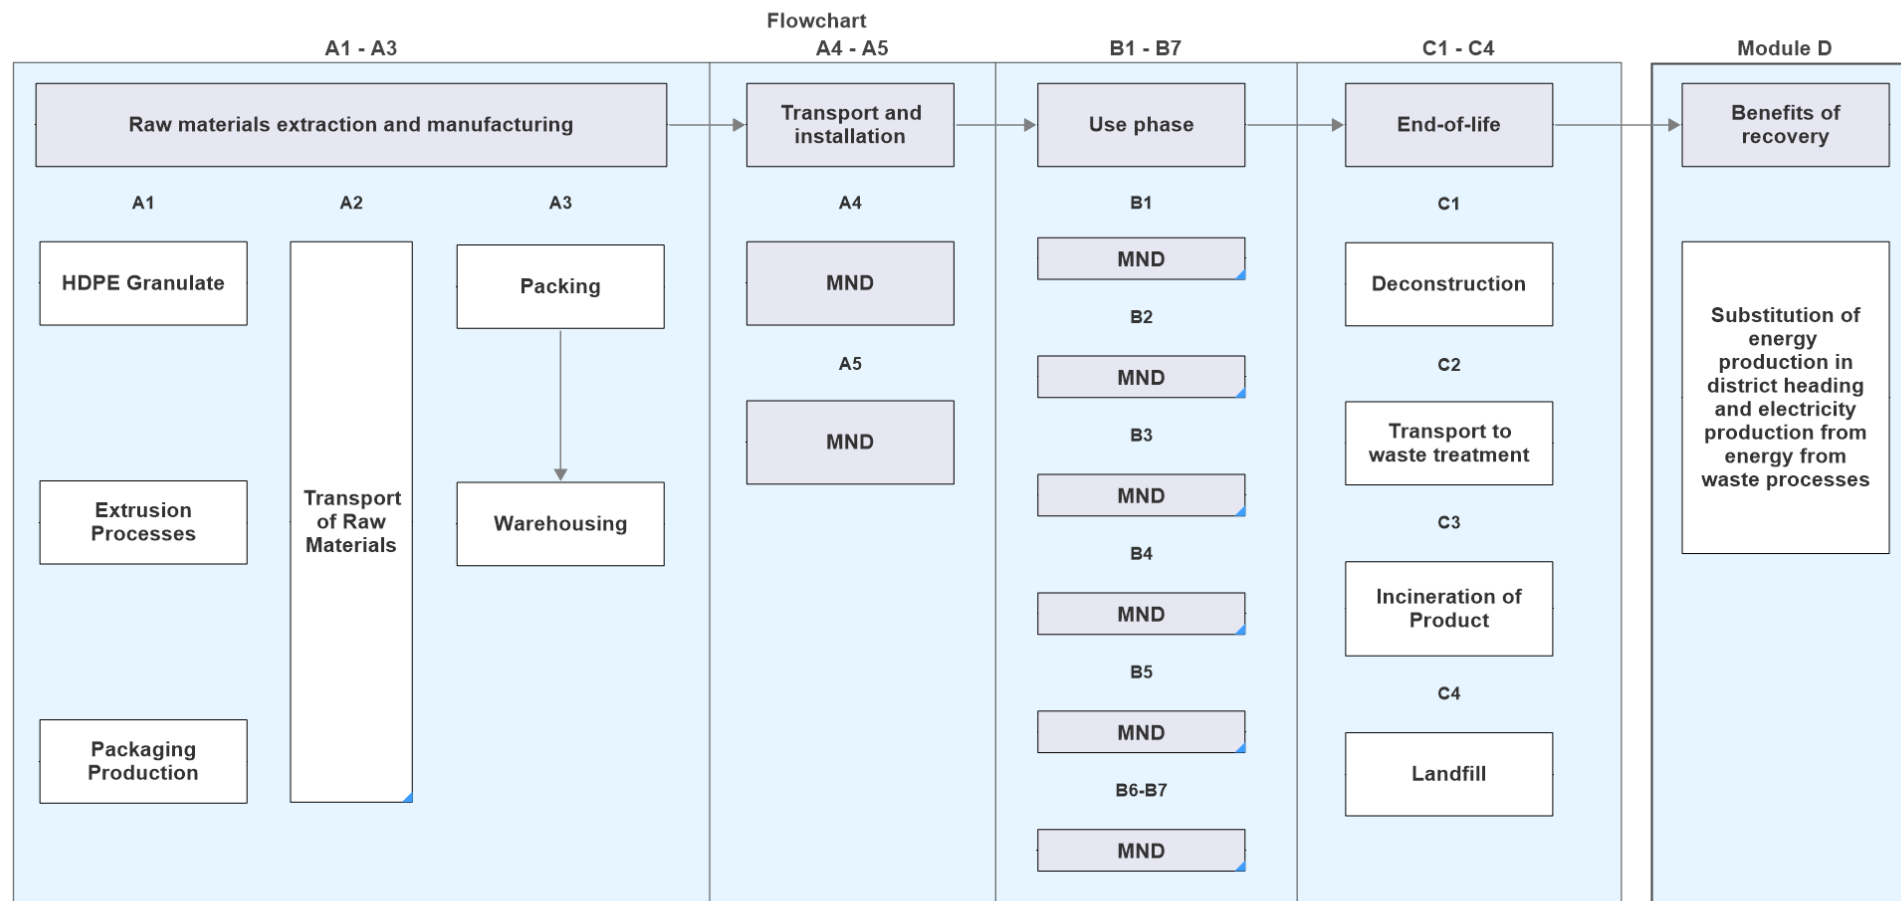 Flowchart
A1 - A3
A4 - A5
B1 - B7
C1 - C4
Module D
Raw materials extraction and manufacturing
Transport and
installation
Use phase
End-of-life
Benefits of
recovery
A1
HDPE Granulate
Extrusion
Processes
Packaging
Production
A2
Transport
of Raw
Materials
A3
Packing
Warehousing
A4
MND
A5
MND
B1
MND
B2
MND
B3
MND
B4
MND
B5
MND
B6-B7
MND
C1
Deconstruction
C2
Transport to
waste treatment
C3
Incineration of
Product
C4
Landfill
Substitution of
energy
production in
district heading
and electricity
production from
energy from
waste processes